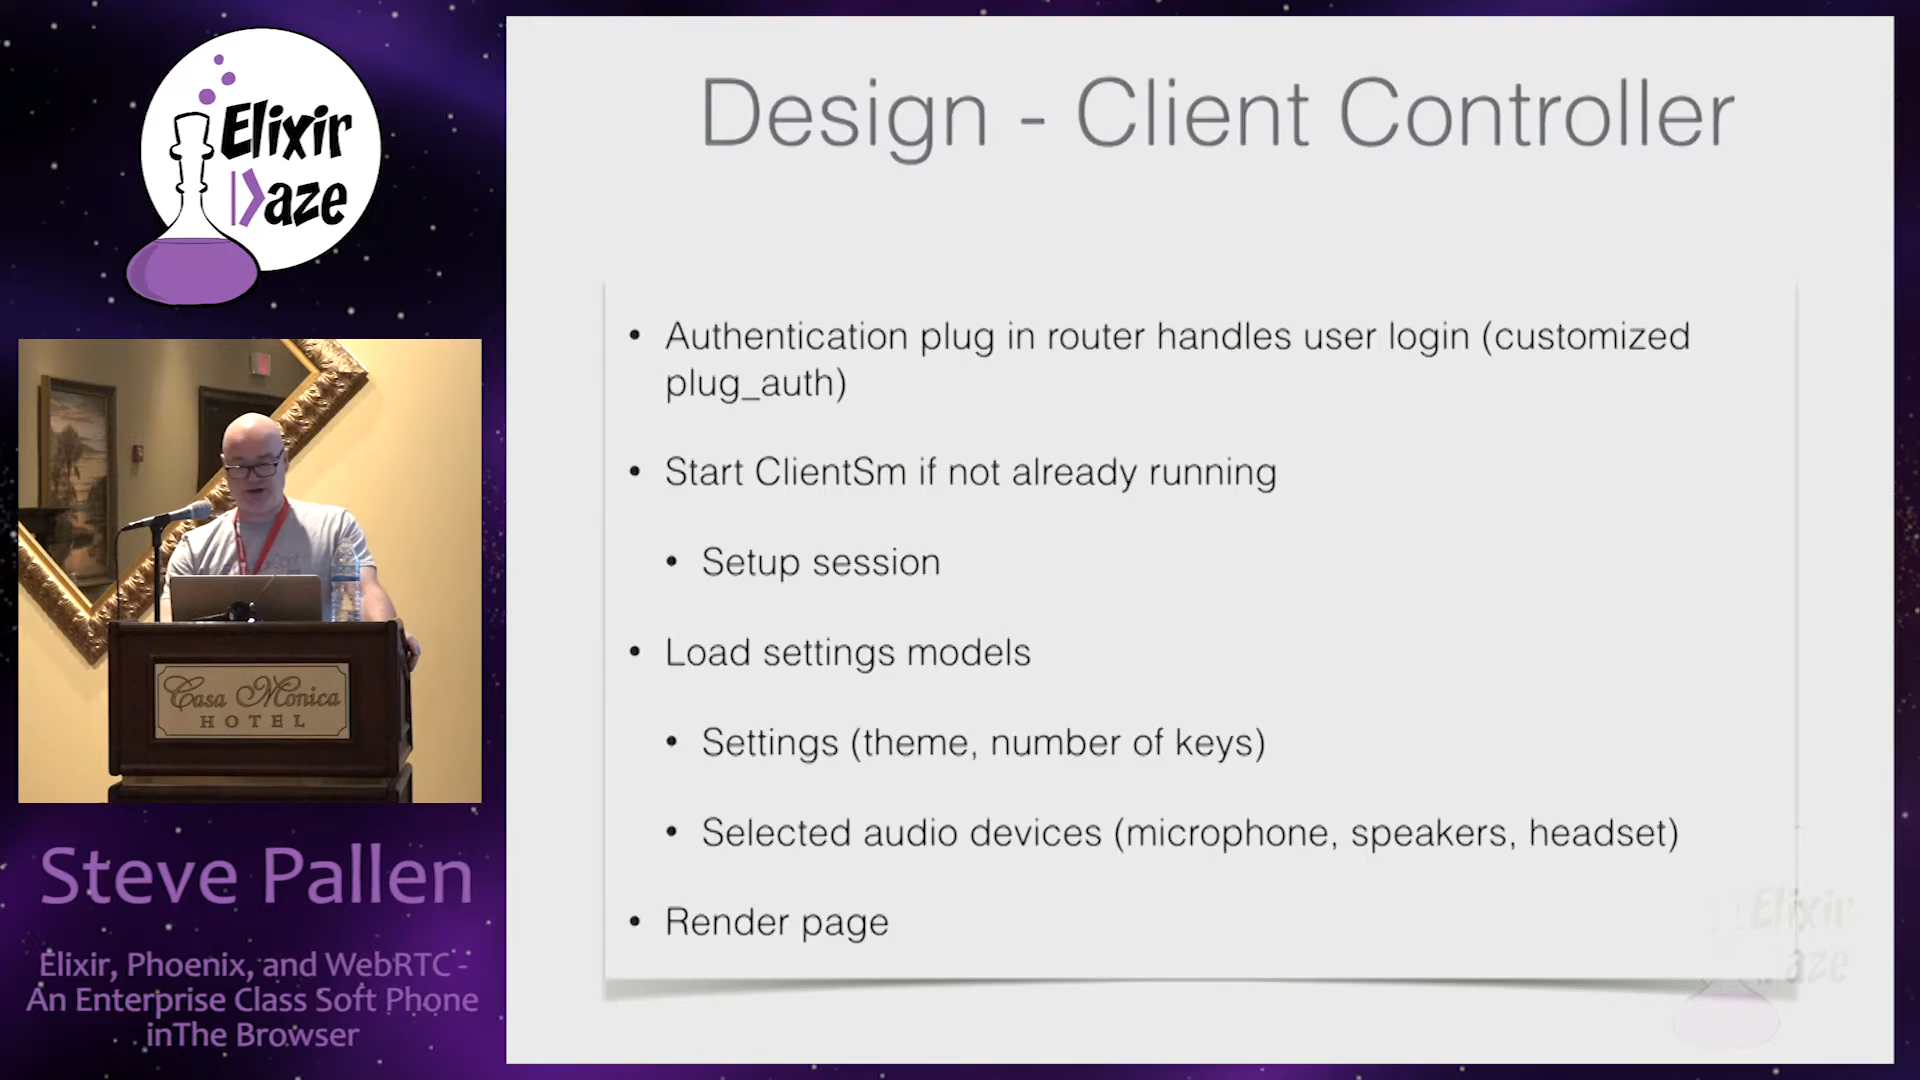 Elixir
Daze
Design - Client Controller
• Authentication plug in router handles user login (customized
plug_auth)
• Start ClientSm if not already running
• Setup session
• Load settings models
• Settings (theme, number of keys)
• Selected audio devices (microphone, speakers, headset)
• Render page
Casa Monica
HOTEL
Steve Pallen
Elixir, Phoenix, and WebRTC -
An Enterprise Class Soft Phone
inThe Browser
Elixir
aze